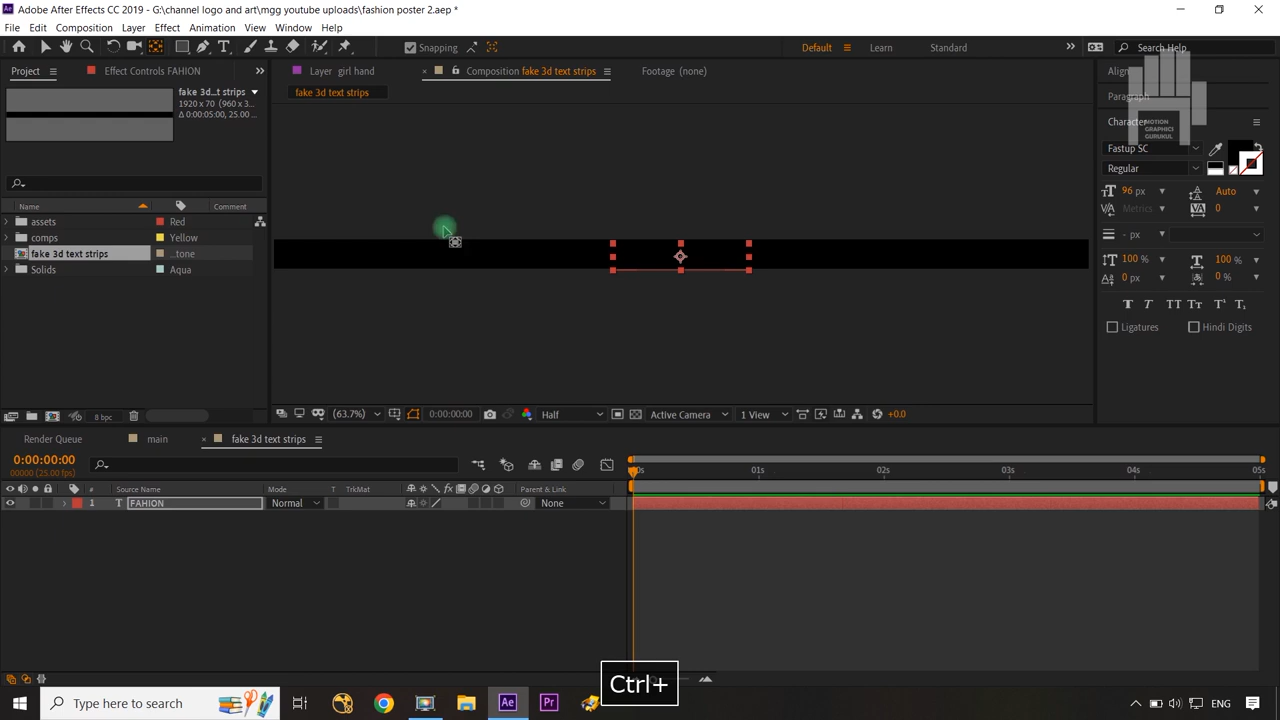 Adobe After Effects CC 2019 - G:\channel logo and art\mgg youtube uploads\fashion poster 2.aep *
File Edit Composition Layer Effect Animation View Window Help
Snapping
Default Learn Standard Search Help
Project Effect Controls FAHION
Layer girl hand Composition fake 3d text strips Footage (none)
Align
fake 3d text strips
fake 3d...t strips
1920 x 70 (960 x 3...
Δ 0:00:05:00, 25.00 ...
Paragraph
Character
MOTION
GRAPHICS
GURUKUL
Fastup SC
Regular
96 px Auto
Metrics 0
- px -
100 % 100 %
0 px 0 %
Ligatures Hindi Digits
Name Comment
assets Red
comps Yellow
fake 3d text strips ...tone
Solids Aqua
8 bpc
(63.7%) 0:00:00:00 Half Active Camera 1 View +0.0
Render Queue main fake 3d text strips
0:00:00:00
00000 (25.00 fps)
00s 01s 02s 03s 04s 05s
# Source Name Mode T TrkMat Parent & Link
1 T FAHION Normal None
Ctrl+
Type here to search
Ae Pr
ENG